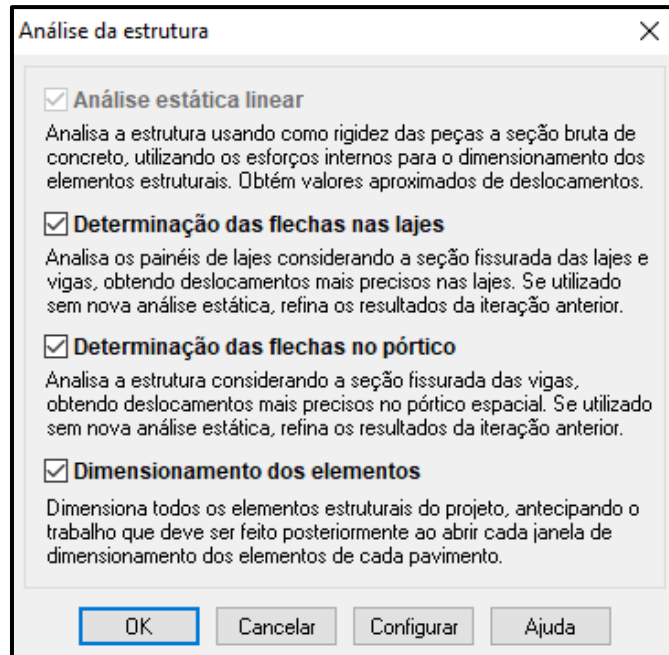 Análise da estrutura
Análise estática linear
Analisa a estrutura usando como rigidez das peças a seção bruta de
concreto, utilizando os esforços internos para o dimensionamento dos
elementos estruturais. Obtém valores aproximados de deslocamentos.
Determinação das flechas nas lajes
Analisa os painéis de lajes considerando a seção fissurada das lajes e
vigas, obtendo deslocamentos mais precisos nas lajes. Se utilizado
sem nova análise estática, refina os resultados da iteração anterior.
Determinação das flechas no pórtico
Analisa a estrutura considerando a seção fissurada das vigas,
obtendo deslocamentos mais precisos no pórtico espacial. Se utilizado
sem nova análise estática, refina os resultados da iteração anterior.
Dimensionamento dos elementos
Dimensiona todos os elementos estruturais do projeto, antecipando o
trabalho que deve ser feito posteriormente ao abrir cada janela de
dimensionamento dos elementos de cada pavimento.
OK Cancelar Configurar Ajuda